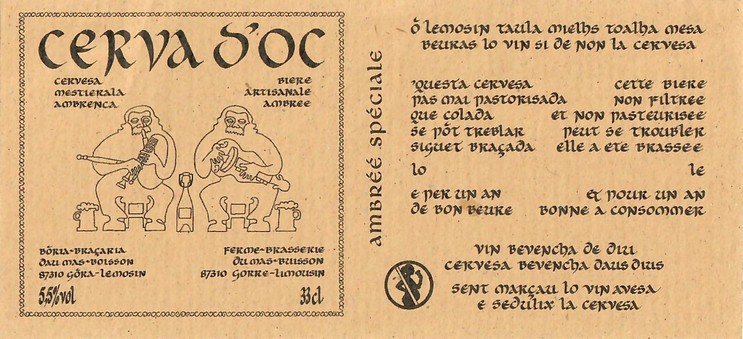 CERVA D'OC
CERVESA
MESTIERALA
AMBRENCA
BIERE
ARTISANALE
AMBREE
BÒRIA-BRAÇARIA
DAU MAS-BOISSON
87310 GÒRA-LEMOSIN
FERME-BRASSERIE
DU MAS-BUISSON
87310 GORRE-LIMOUSIN
5,5%vol
33cl
AMBRÉÉ SPÉCIALE
Ò LEMOSIN TAULA MIELHS TOALHA MESA
BEURAS LO VIN SI DE NON LA CERVESA
'QUESTA CERVESA
PAS MAI PASTORISADA
QUE COLADA
SE PÒT TREBLAR
SIGUET BRAÇADA
LO
E PER UN AN
DE BON BEURE
CETTE BIERE
NON FILTREE
ET NON PASTEURISEE
PEUT SE TROUBLER
ELLE A ETE BRASSEE
LE
ET POUR UN AN
BONNE A CONSOMMER
VIN BEVENCHA DE DIU
CERVESA BEVENCHA DAUS DIUS
SENT MARÇAU LO VIN AVESA
E SEDULIX LA CERVESA